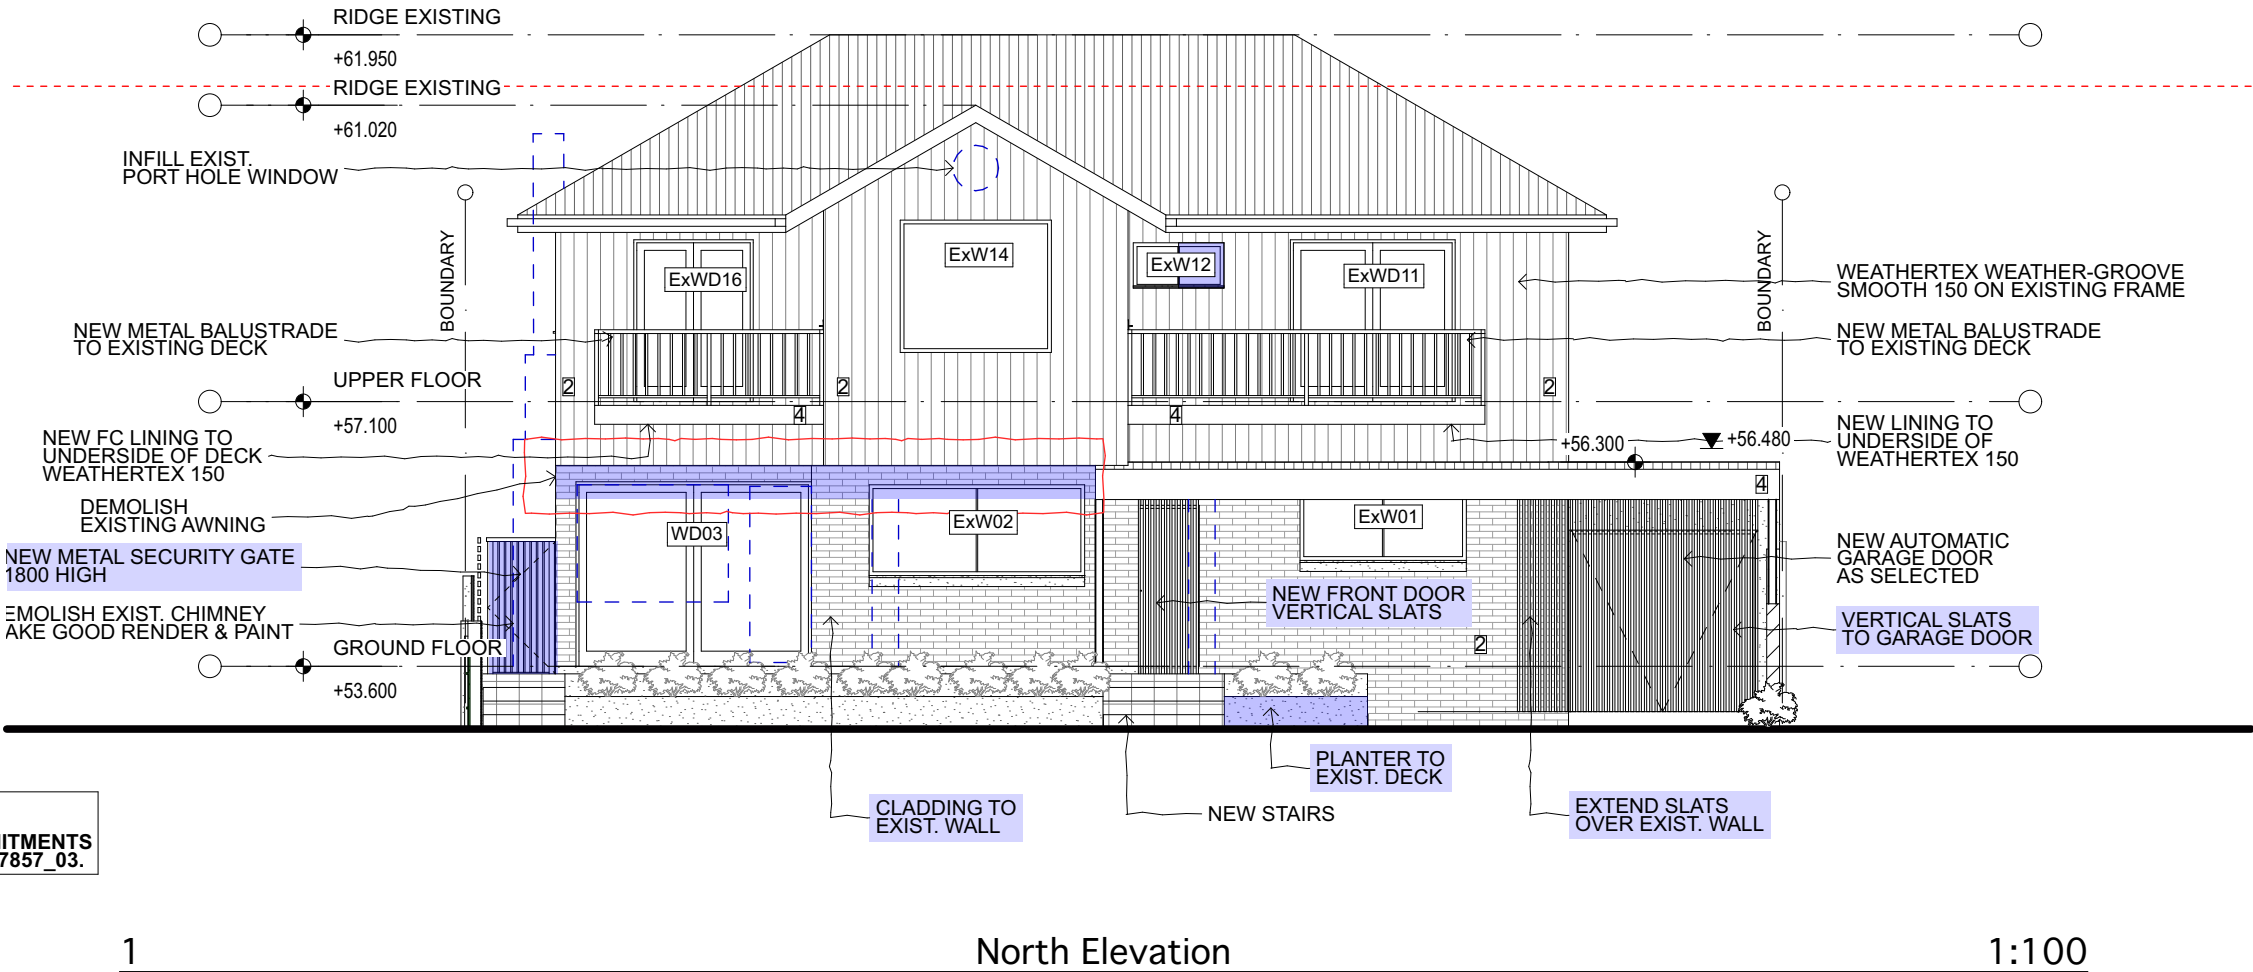 RIDGE EXISTING
+61.950
RIDGE EXISTING
+61.020
INFILL EXIST.
PORT HOLE WINDOW
BOUNDARY
BOUNDARY
ExWD16
ExW14
ExW12
ExWD11
WEATHERTEX WEATHER-GROOVE
SMOOTH 150 ON EXISTING FRAME
NEW METAL BALUSTRADE
TO EXISTING DECK
NEW METAL BALUSTRADE
TO EXISTING DECK
UPPER FLOOR
+57.100
2
2
2
4
4
NEW FC LINING TO
UNDERSIDE OF DECK
WEATHERTEX 150
+56.300
+56.480
NEW LINING TO
UNDERSIDE OF
WEATHERTEX 150
4
DEMOLISH
EXISTING AWNING
WD03
ExW02
ExW01
NEW METAL SECURITY GATE
1800 HIGH
NEW AUTOMATIC
GARAGE DOOR
AS SELECTED
NEW FRONT DOOR
VERTICAL SLATS
EMOLISH EXIST. CHIMNEY
AKE GOOD RENDER & PAINT
VERTICAL SLATS
TO GARAGE DOOR
2
GROUND FLOOR
+53.600
PLANTER TO
EXIST. DECK
CLADDING TO
EXIST. WALL
NEW STAIRS
EXTEND SLATS
OVER EXIST. WALL
ITMENTS
7857_03.
1
North Elevation
1:100